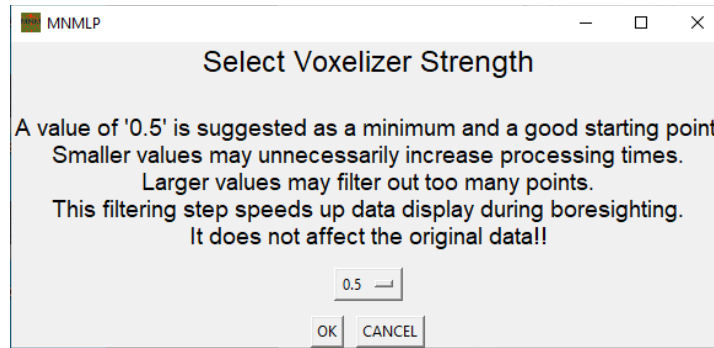 MNMLP
Select Voxelizer Strength
A value of '0.5' is suggested as a minimum and a good starting point
Smaller values may unnecessarily increase processing times.
Larger values may filter out too many points.
This filtering step speeds up data display during boresighting.
It does not affect the original data!!
0.5
OK CANCEL